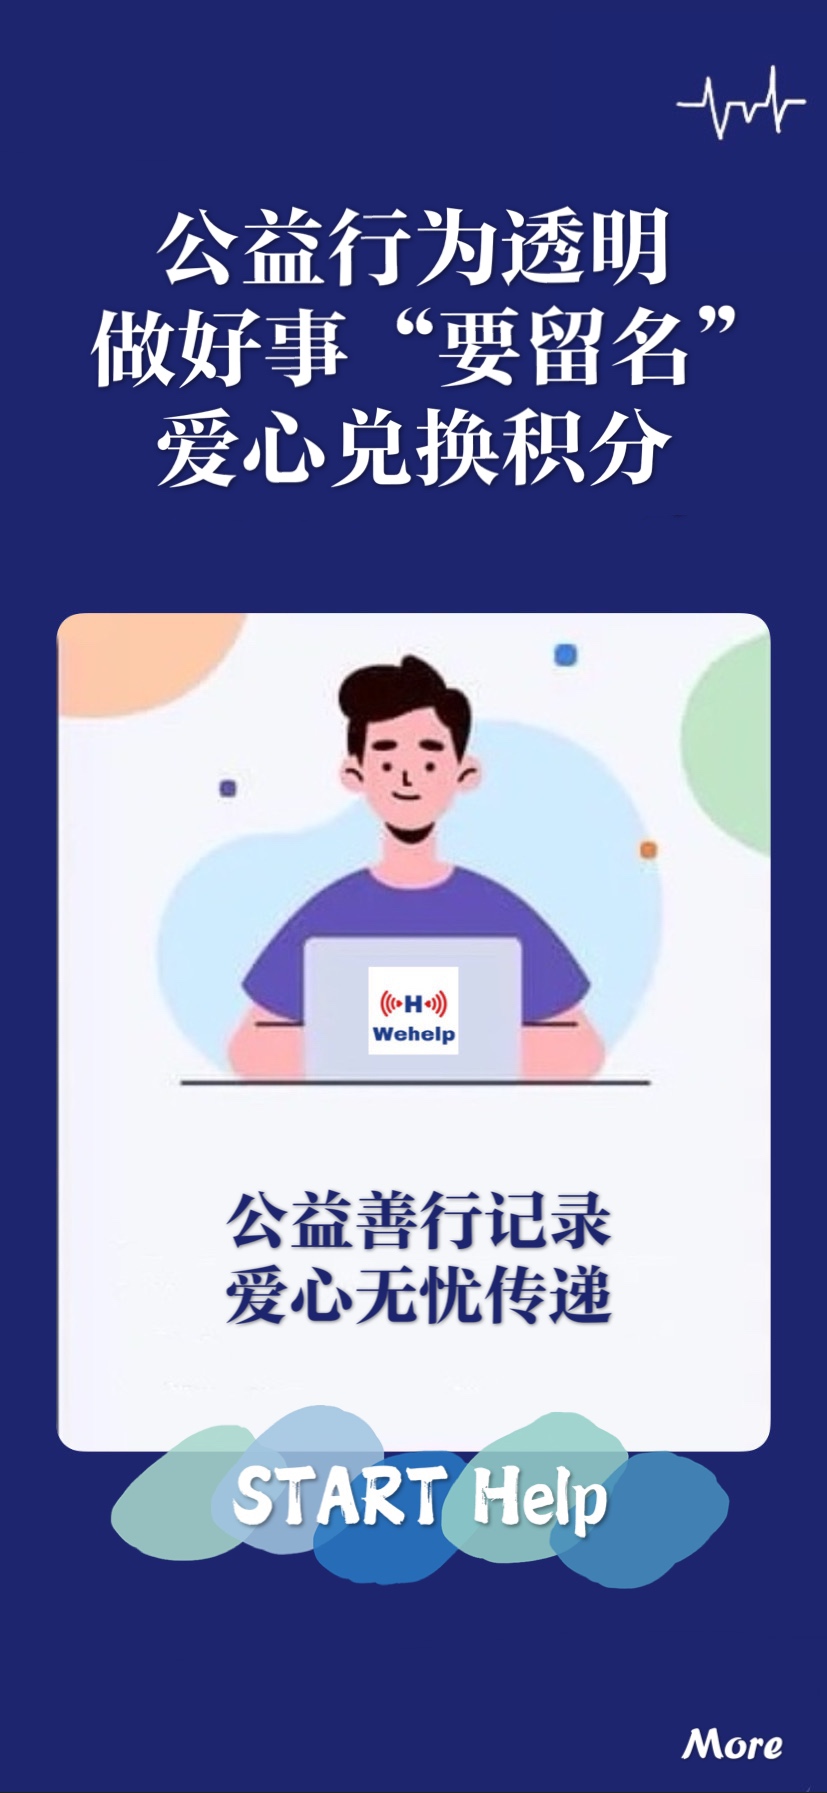 公益行为透明
做好事“要留名”
爱心兑换积分
H
Wehelp
公益善行记录
爱心无忧传递
START Help
More